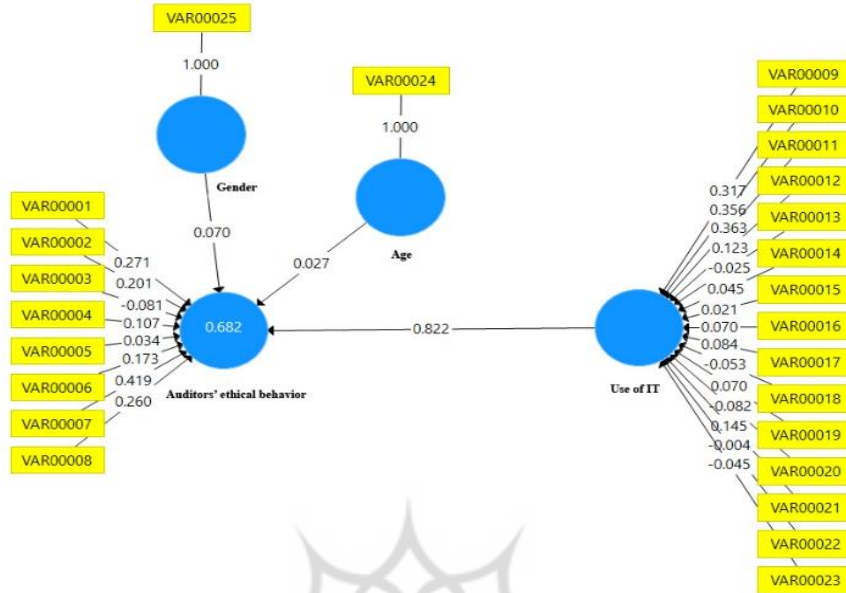 VAR00025
1.000
VAR00024
1.000
Gender
Age
0.070
0.027
VAR00001
VAR00002
VAR00003
VAR00004
VAR00005
VAR00006
VAR00007
VAR00008
0.271
0.201
-0.081
0.107
0.034
0.173
0.419
0.260
0.682
Auditors' ethical behavior
0.822
Use of IT
0.317
0.356
0.363
0.123
-0.025
0.045
0.021
-0.070
0.084
-0.053
0.070
-0.082
0.145
-0.004
-0.045
VAR00009
VAR00010
VAR00011
VAR00012
VAR00013
VAR00014
VAR00015
VAR00016
VAR00017
VAR00018
VAR00019
VAR00020
VAR00021
VAR00022
VAR00023